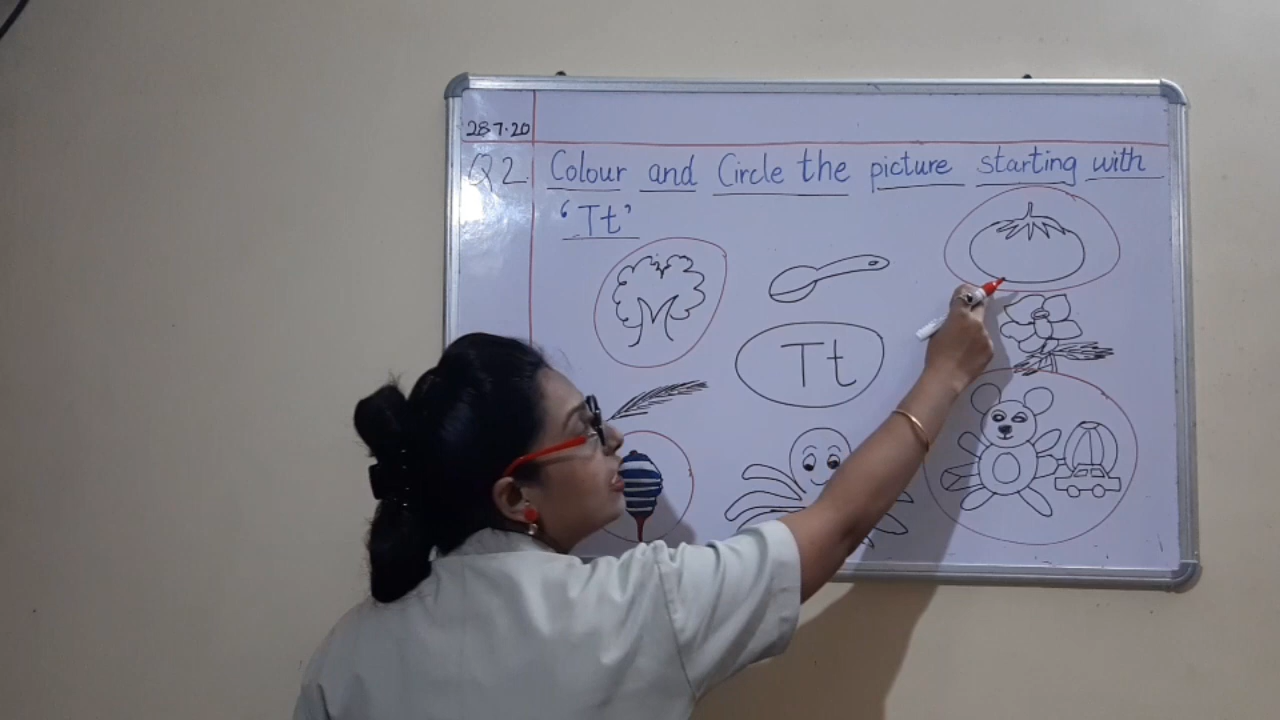 28.7.20
Q2 Colour and Circle the picture starting with
‘Tt’
Tt